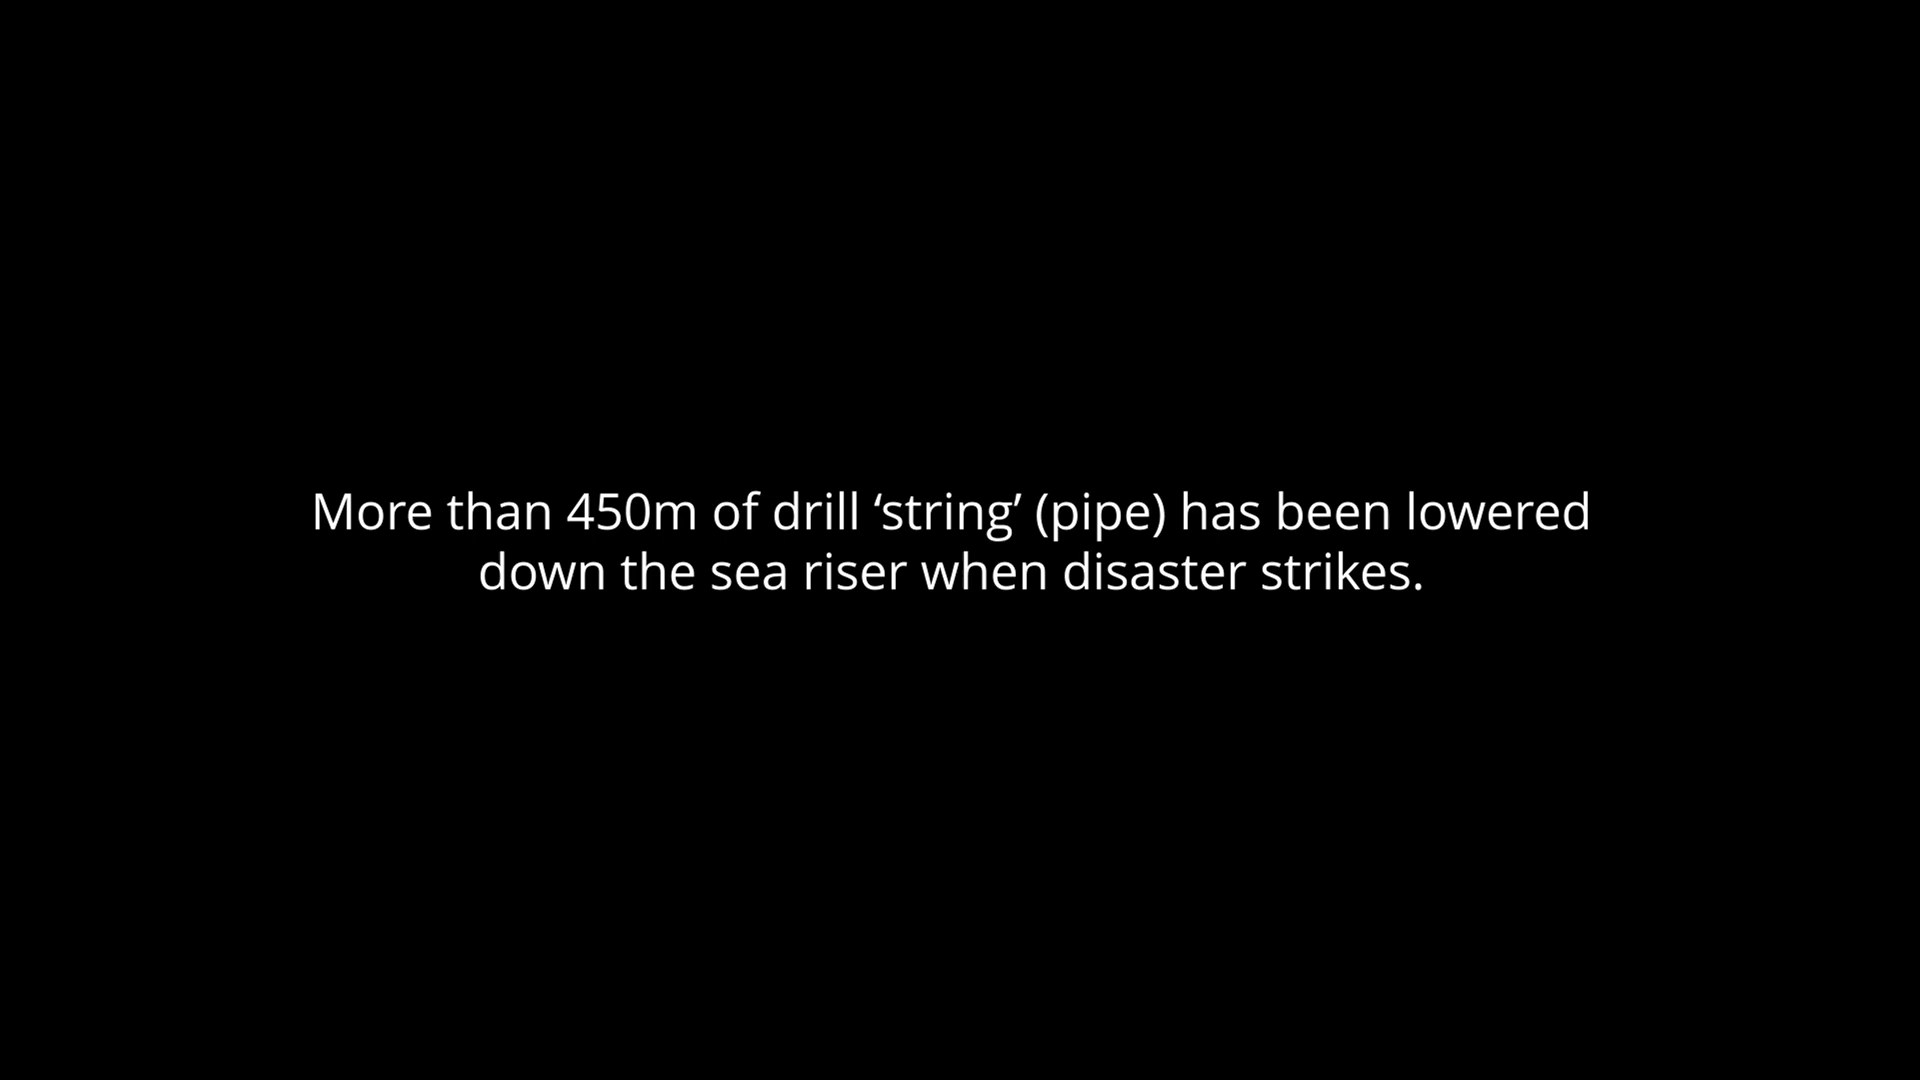 More than 450m of drill ‘string’ (pipe) has been lowered
down the sea riser when disaster strikes.